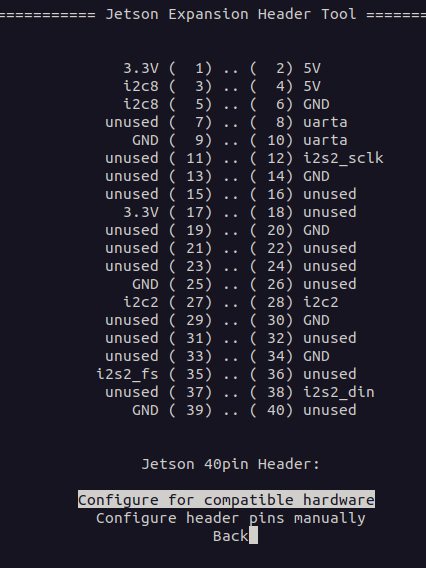 =========== Jetson Expansion Header Tool =======
3.3V ( 1) .. ( 2) 5V
i2c8 ( 3) .. ( 4) 5V
i2c8 ( 5) .. ( 6) GND
unused ( 7) .. ( 8) uarta
GND ( 9) .. ( 10) uarta
unused ( 11) .. ( 12) i2s2_sclk
unused ( 13) .. ( 14) GND
unused ( 15) .. ( 16) unused
3.3V ( 17) .. ( 18) unused
unused ( 19) .. ( 20) GND
unused ( 21) .. ( 22) unused
unused ( 23) .. ( 24) unused
GND ( 25) .. ( 26) unused
i2c2 ( 27) .. ( 28) i2c2
unused ( 29) .. ( 30) GND
unused ( 31) .. ( 32) unused
unused ( 33) .. ( 34) GND
i2s2_fs ( 35) .. ( 36) unused
unused ( 37) .. ( 38) i2s2_din
GND ( 39) .. ( 40) unused
Jetson 40pin Header:
Configure for compatible hardware
Configure header pins manually
Back